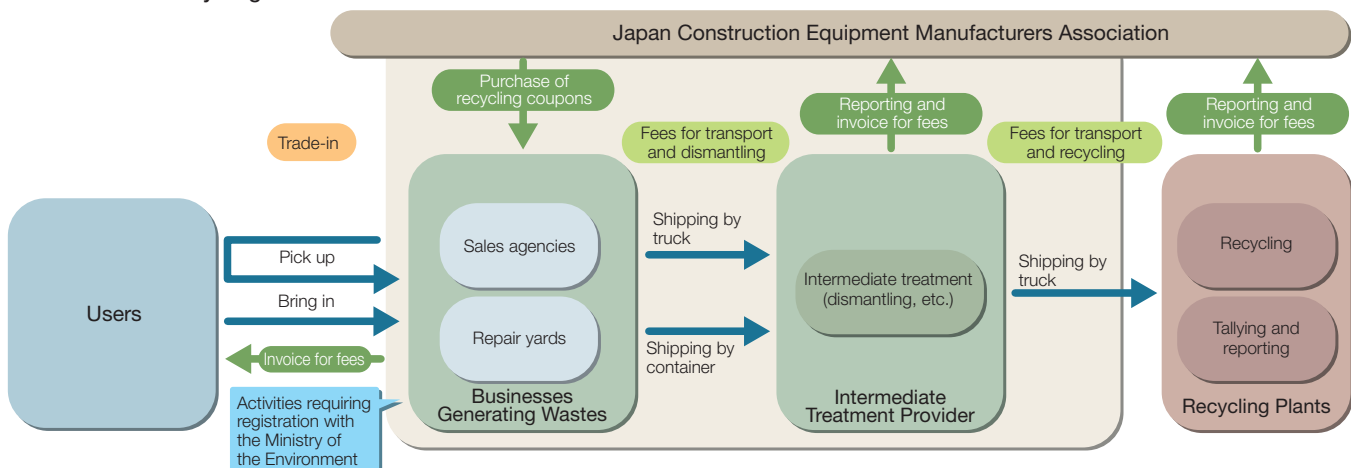 Japan Construction Equipment Manufacturers Association
Purchase of
recycling coupons
Reporting and
invoice for fees
Reporting and
invoice for fees
Trade-in
Fees for transport
and dismantling
Fees for transport
and recycling
Users
Pick up
Bring in
Invoice for fees
Activities requiring
registration with
the Ministry of
the Environment
Sales agencies
Repair yards
Businesses
Generating Wastes
Shipping by
truck
Shipping by
container
Intermediate treatment
(dismantling, etc.)
Intermediate
Treatment Provider
Shipping by
truck
Recycling
Tallying and
reporting
Recycling Plants